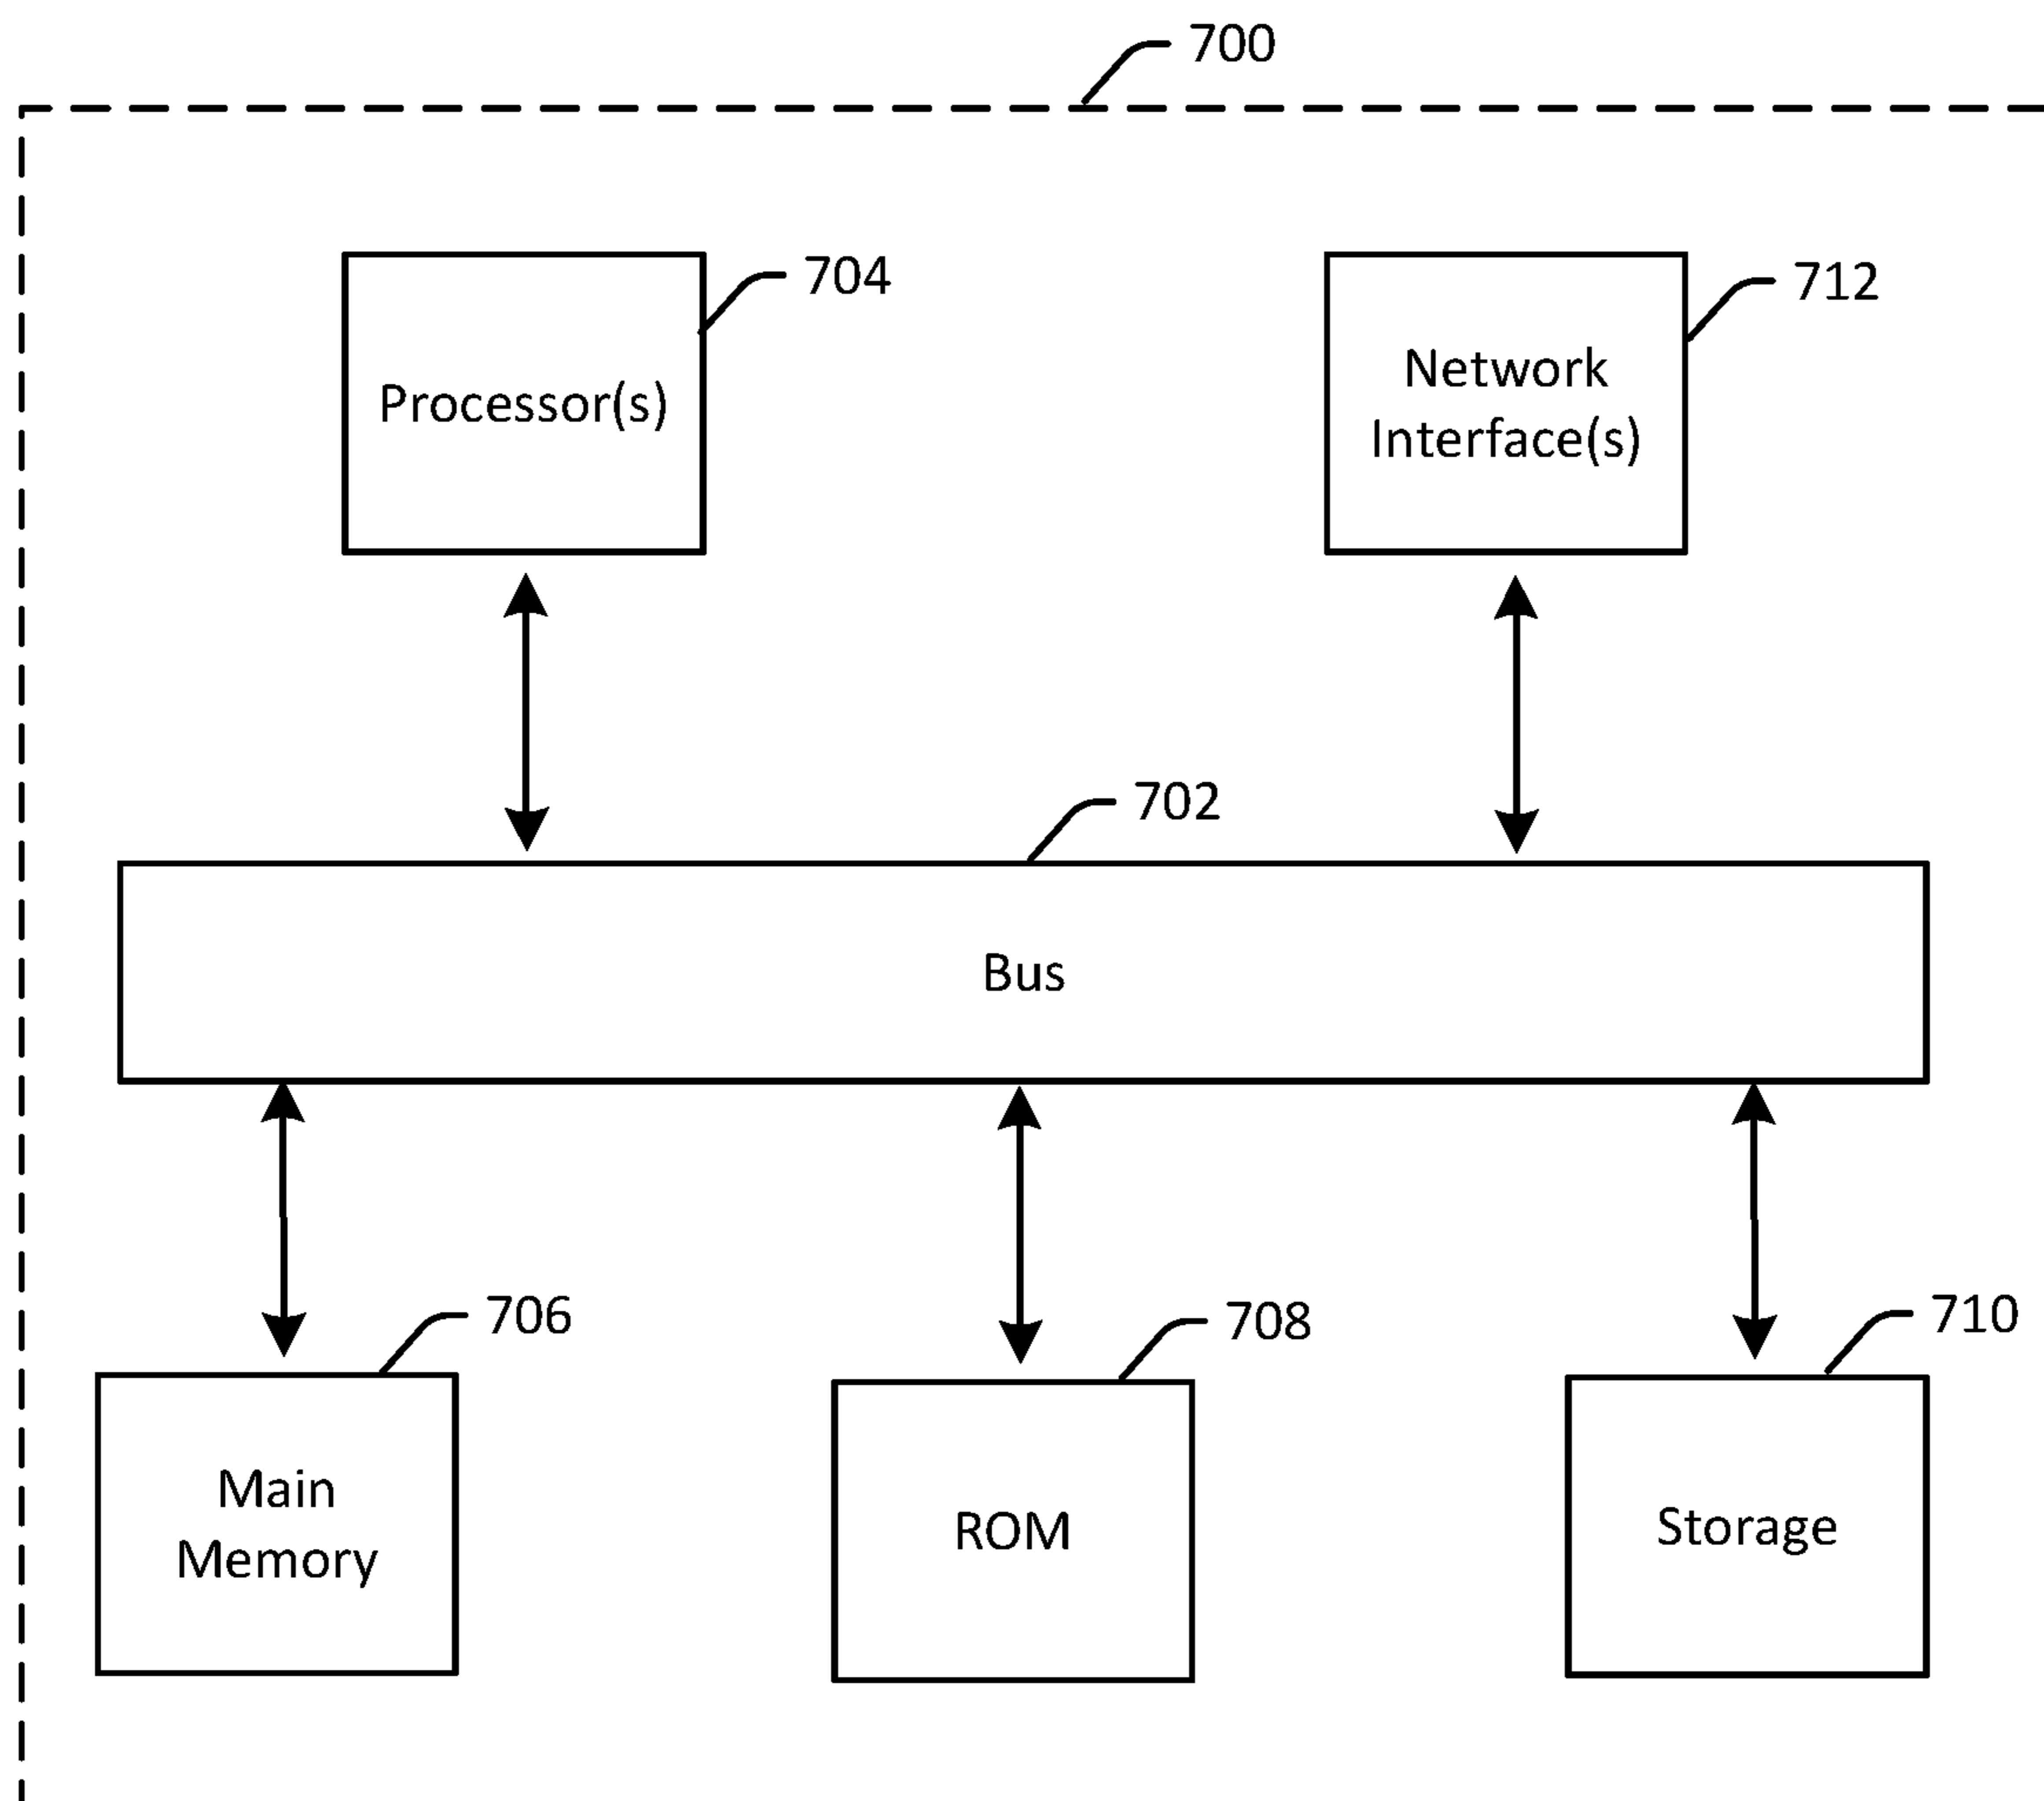 700
704
712
Processor(s)
Network
Interface(s)
702
Bus
706
708
710
Main
Memory
ROM
Storage